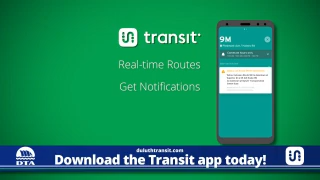 transit
Real-time Routes
Get Notifications
9M
duluthtransit.com
DTA
Download the Transit app today!